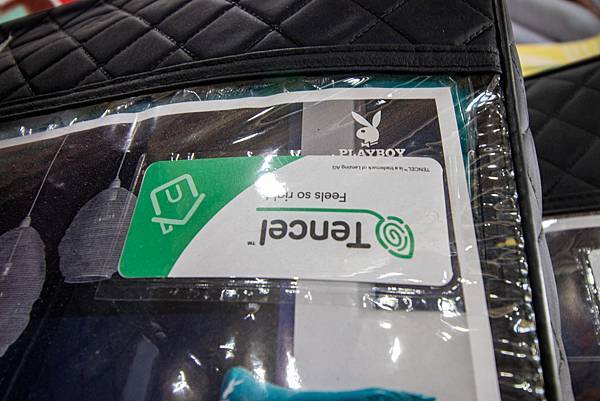 PLAYBOY
Tencel™
Feels so right
TENCEL™ is a trademark of Lenzing AG